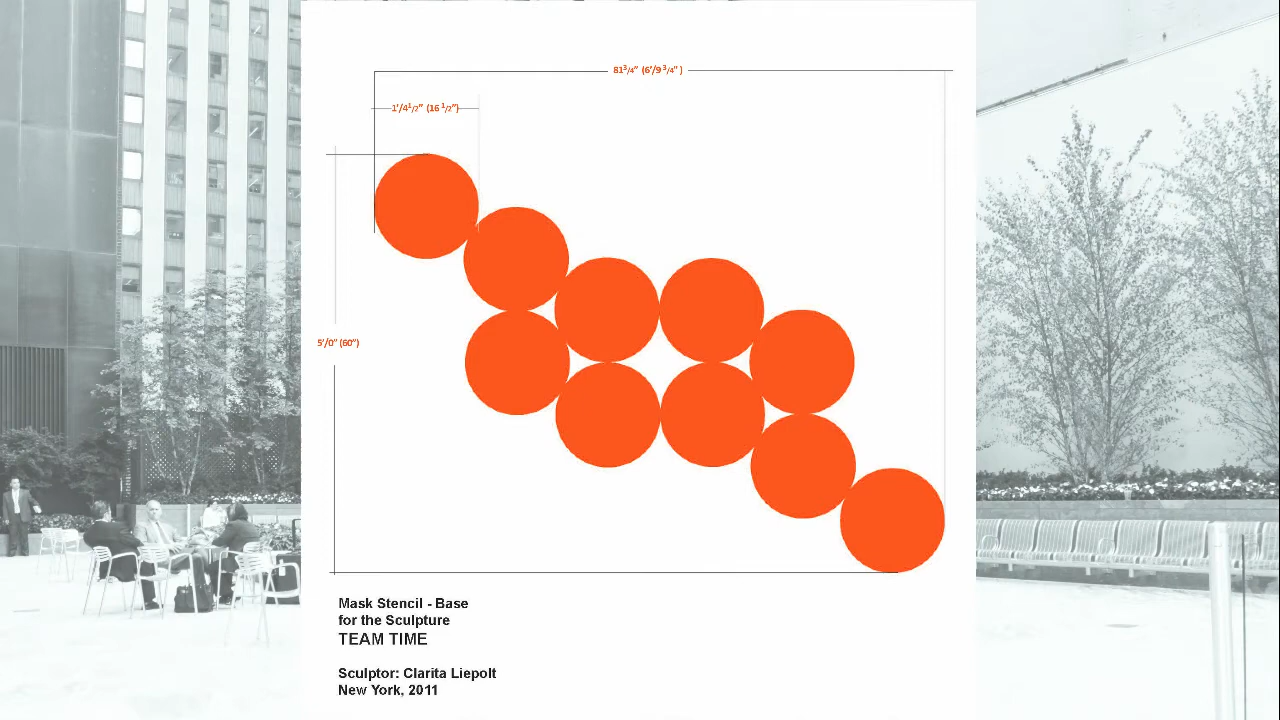 81 3/4" (6'/9 3/4")
1'/4 1/2" (16 1/2")
5'/0" (60")
Mask Stencil - Base
for the Sculpture
TEAM TIME
Sculptor: Clarita Liepolt
New York, 2011